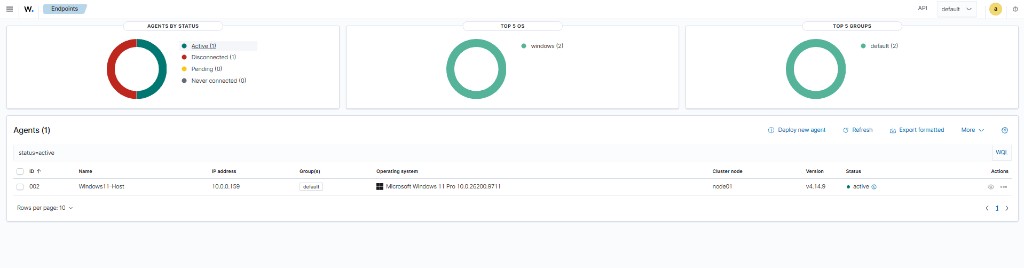 W. Endpoints API default a
AGENTS BY STATUS
Active (1)
Disconnected (1)
Pending (0)
Never connected (0)
TOP 5 OS
windows (2)
TOP 5 GROUPS
default (2)
Agents (1) Deploy new agent Refresh Export formatted More
status=active WQL
ID Name IP address Group(s) Operating system Cluster node Version Status Actions
002 Windows11-Host 10.0.0.159 default Microsoft Windows 11 Pro 10.0.26200.8711 node01 v4.14.9 active
Rows per page: 10 1